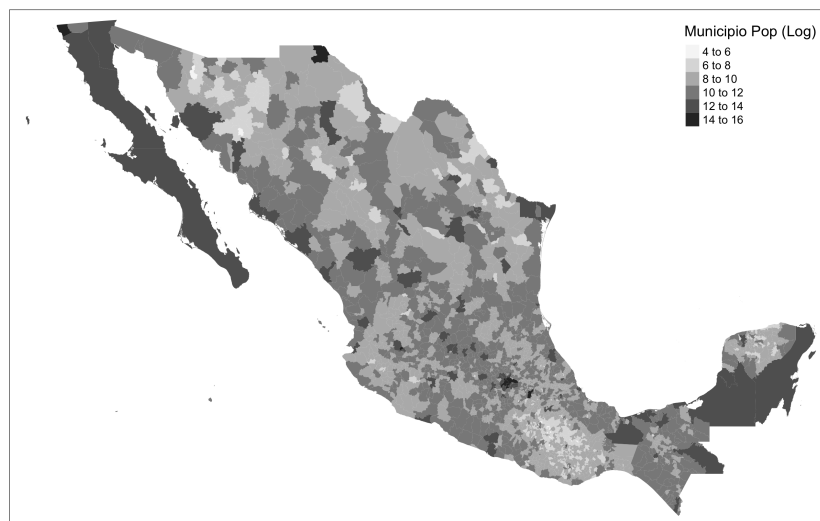 Municipio Pop (Log)
4 to 6
6 to 8
8 to 10
10 to 12
12 to 14
14 to 16